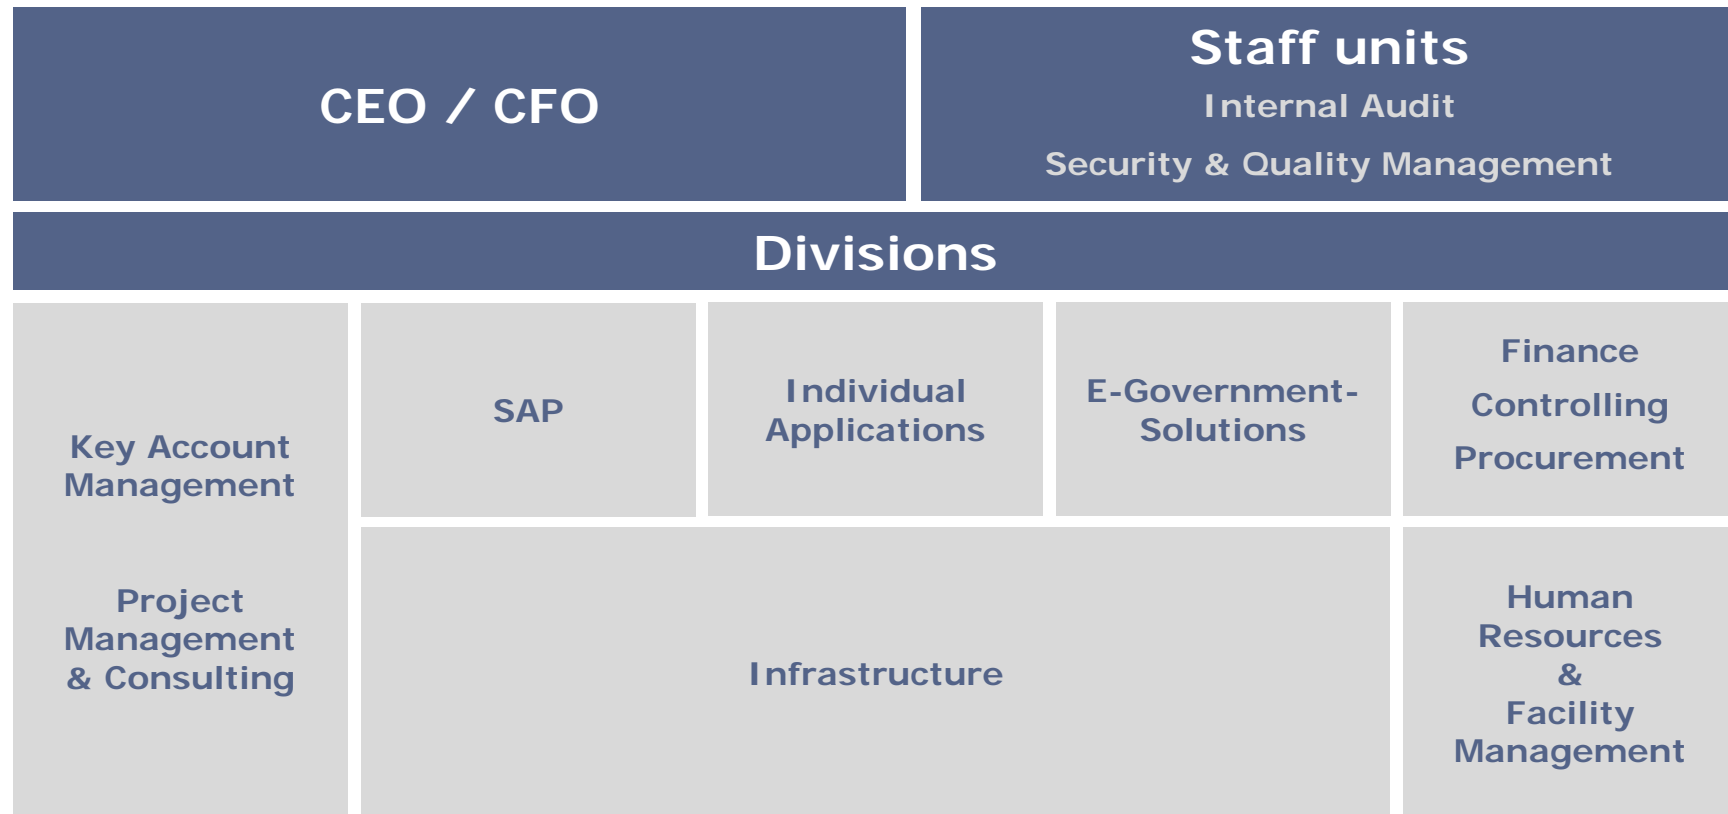 CEO / CFO
Staff units
Internal Audit
Security & Quality Management
Divisions
Key Account
Management
Project
Management
& Consulting
SAP
Individual
Applications
E-Government-
Solutions
Finance
Controlling
Procurement
Infrastructure
Human
Resources
&
Facility
Management